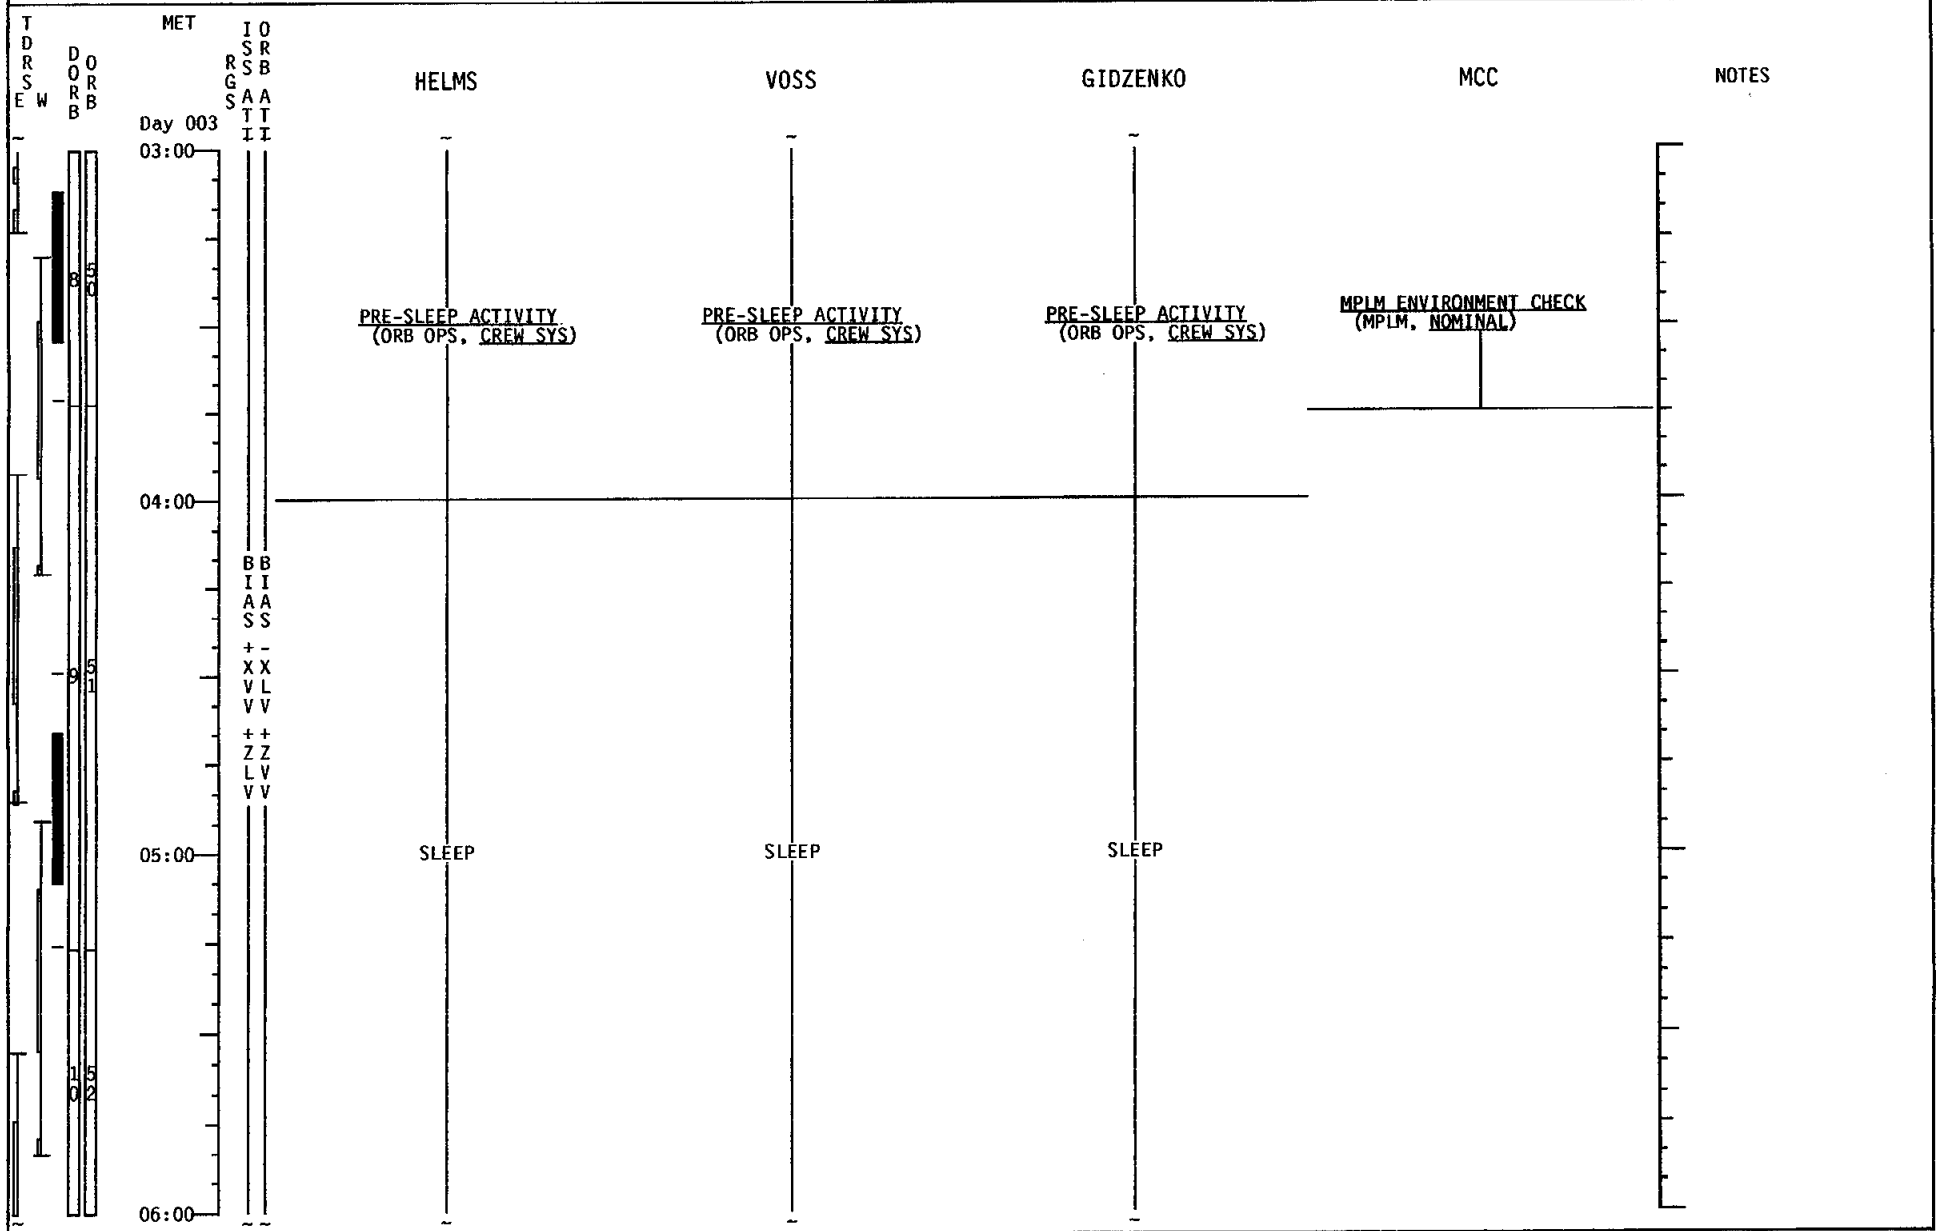 TDRS
E W
DORB
ORB
MET
RGS
ISS ATI
ORB ATI
HELMS
VOSS
GIDZENKO
MCC
NOTES
Day 003
~ ~ ~ ~
03:00
8 50
PRE-SLEEP ACTIVITY
(ORB OPS, CREW SYS)
PRE-SLEEP ACTIVITY
(ORB OPS, CREW SYS)
PRE-SLEEP ACTIVITY
(ORB OPS, CREW SYS)
MPLM ENVIRONMENT CHECK
(MPLM, NOMINAL)
04:00
BIAS +XVV +ZLV
BIAS -XLV +ZVV
9 51
05:00
SLEEP
SLEEP
SLEEP
10 52
06:00
~ ~ ~ ~ ~ ~